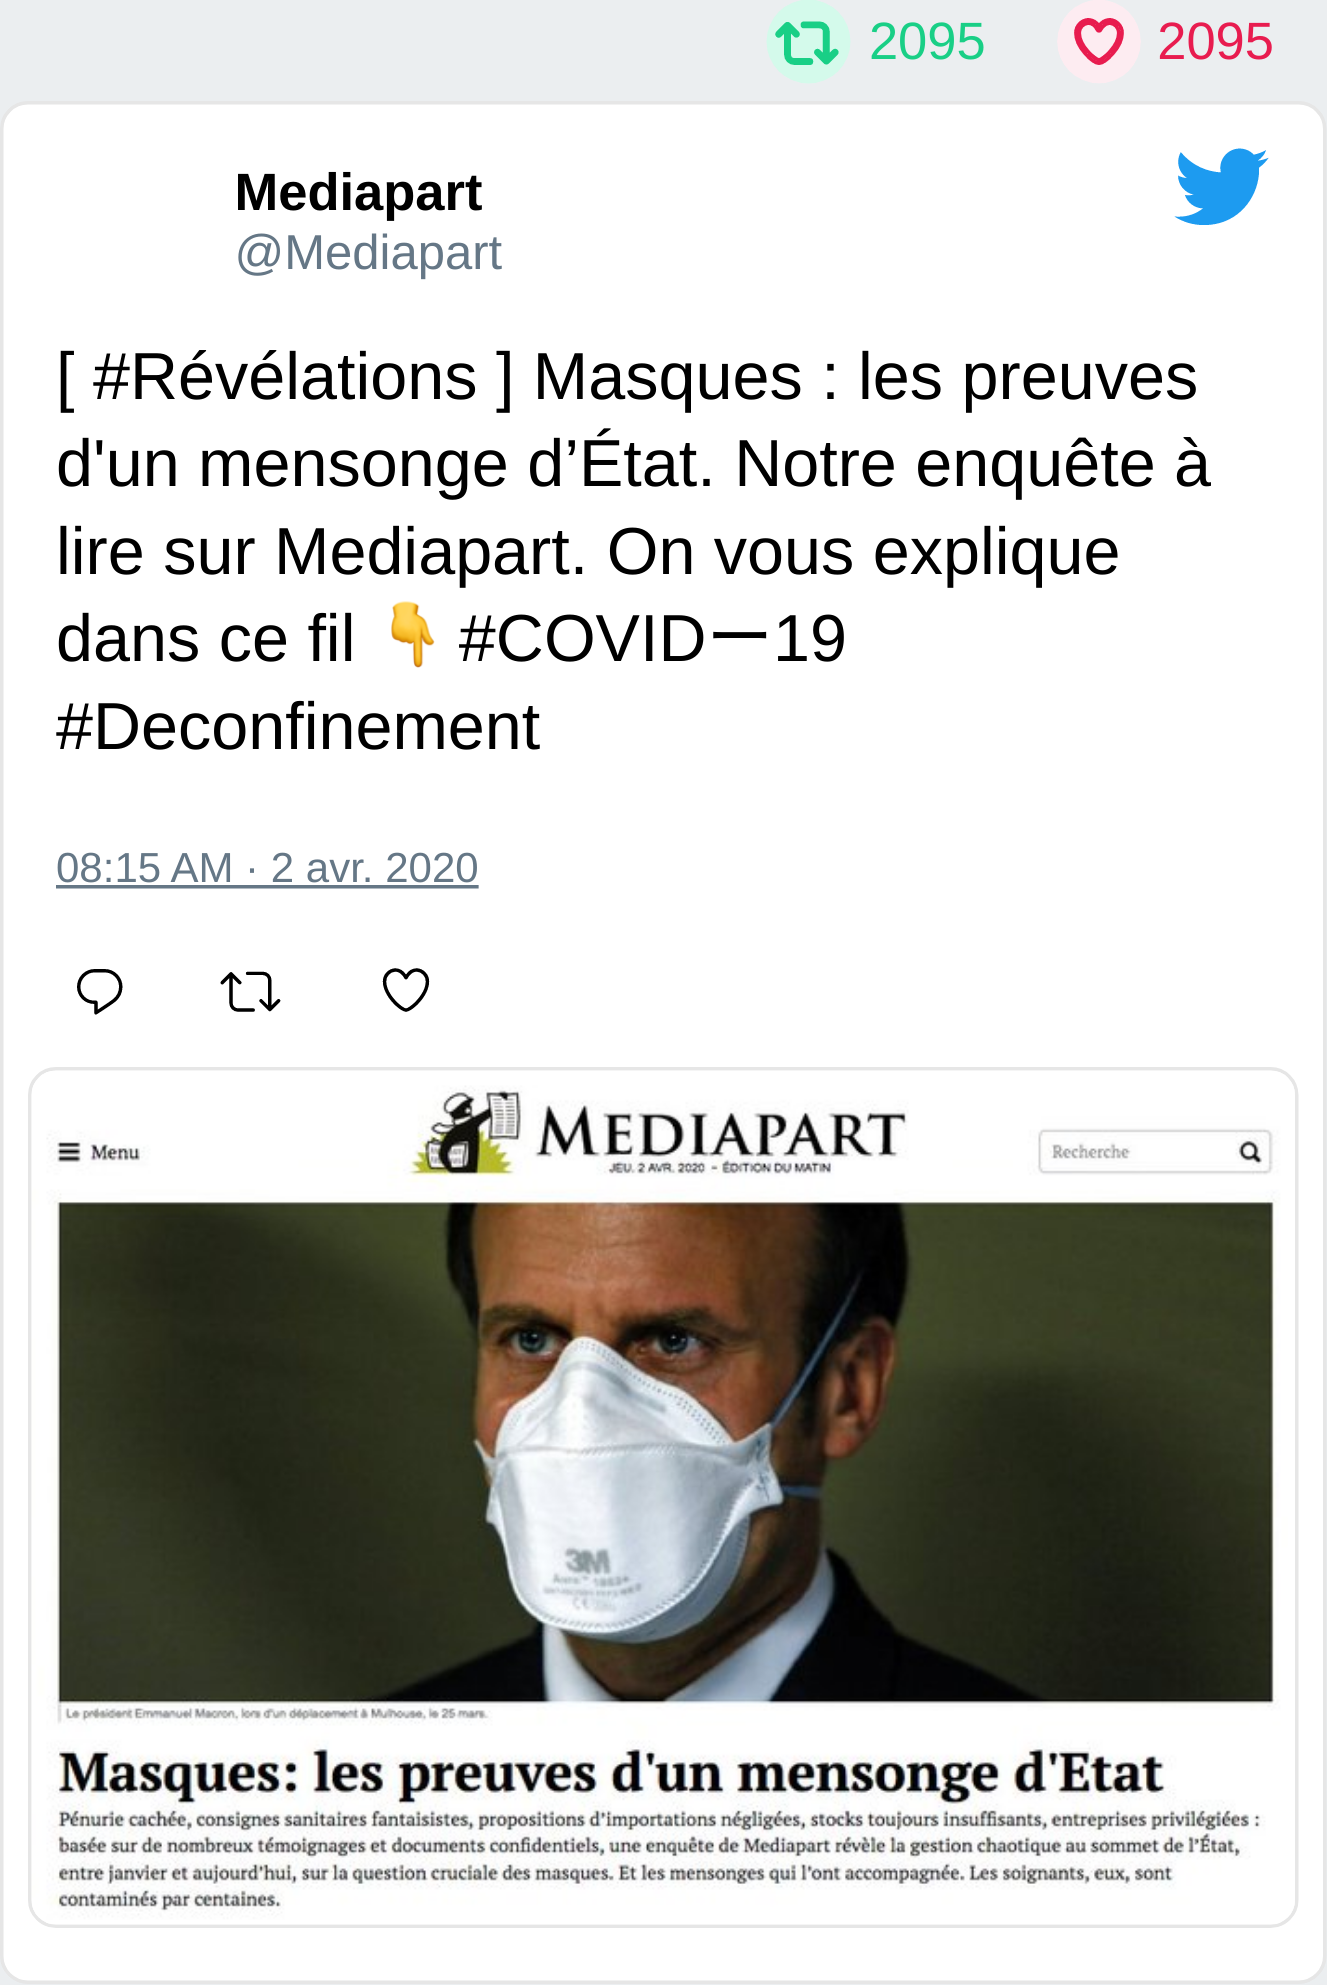 2095 2095
Mediapart
@Mediapart
[ #Révélations ] Masques : les preuves
d'un mensonge d’État. Notre enquête à
lire sur Mediapart. On vous explique
dans ce fil 👇 #COVIDー19
#Deconfinement
08:15 AM · 2 avr. 2020
Menu
MEDIAPART
JEU. 2 AVR. 2020 – ÉDITION DU MATIN
Recherche
3M
Aura™ 1862+
CE
Le président Emmanuel Macron, lors d'un déplacement à Mulhouse, le 25 mars.
Masques: les preuves d'un mensonge d'Etat
Pénurie cachée, consignes sanitaires fantaisistes, propositions d’importations négligées, stocks toujours insuffisants, entreprises privilégiées :
basée sur de nombreux témoignages et documents confidentiels, une enquête de Mediapart révèle la gestion chaotique au sommet de l’État,
entre janvier et aujourd’hui, sur la question cruciale des masques. Et les mensonges qui l’ont accompagnée. Les soignants, eux, sont
contaminés par centaines.